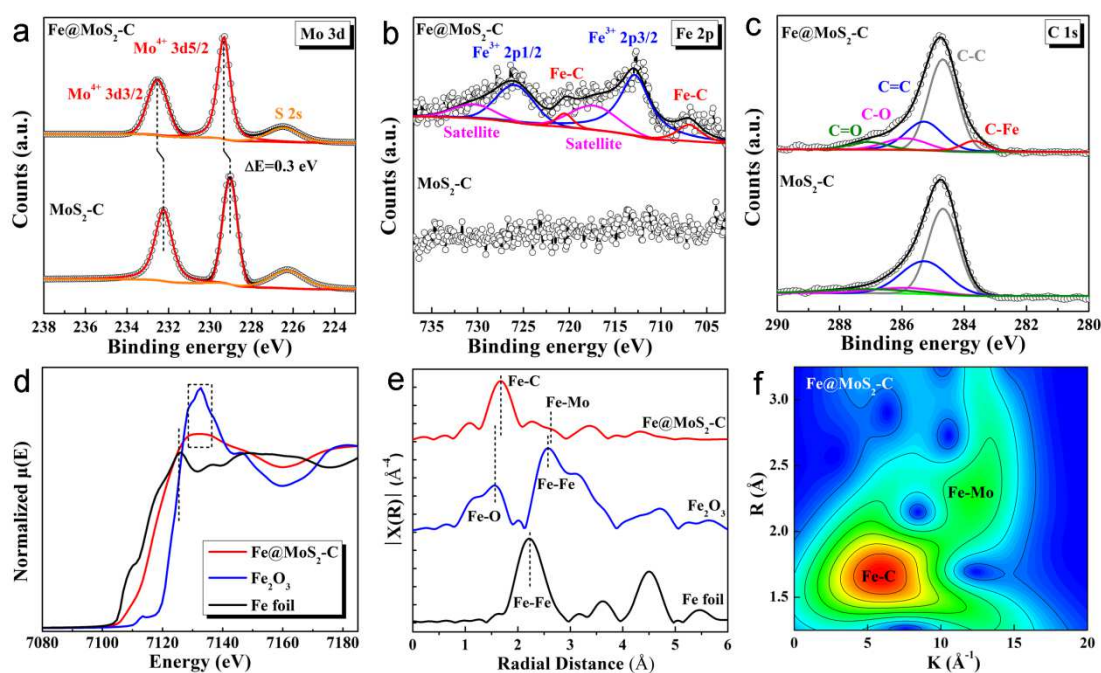 a
Fe@MoS₂-C
Mo 3d
Mo⁴⁺ 3d5/2
Mo⁴⁺ 3d3/2
S 2s
ΔE=0.3 eV
MoS₂-C
Counts (a.u.)
238 236 234 232 230 228 226 224
Binding energy (eV)
b
Fe@MoS₂-C
Fe 2p
Fe³⁺ 2p1/2
Fe³⁺ 2p3/2
Fe-C
Fe-C
Satellite
Satellite
MoS₂-C
Counts (a.u.)
735 729 723 717 711 705
Binding energy (eV)
c
Fe@MoS₂-C
C 1s
C-C
C=C
C-O
C=O
C-Fe
MoS₂-C
Counts (a.u.)
290 288 286 284 282 280
Binding energy (eV)
d
Normalized μ(E)
Fe@MoS₂-C
Fe₂O₃
Fe foil
7080 7100 7120 7140 7160 7180
Energy (eV)
e
Fe-C
Fe-Mo
Fe@MoS₂-C
Fe-Fe
Fe-O
Fe₂O₃
Fe-Fe
Fe foil
|X(R)| (Å⁻⁴)
0 1 2 3 4 5 6
Radial Distance (Å)
f
Fe@MoS₂-C
3.0
2.5
2.0
1.5
R (Å)
Fe-Mo
Fe-C
0 5 10 15 20
K (Å⁻¹)